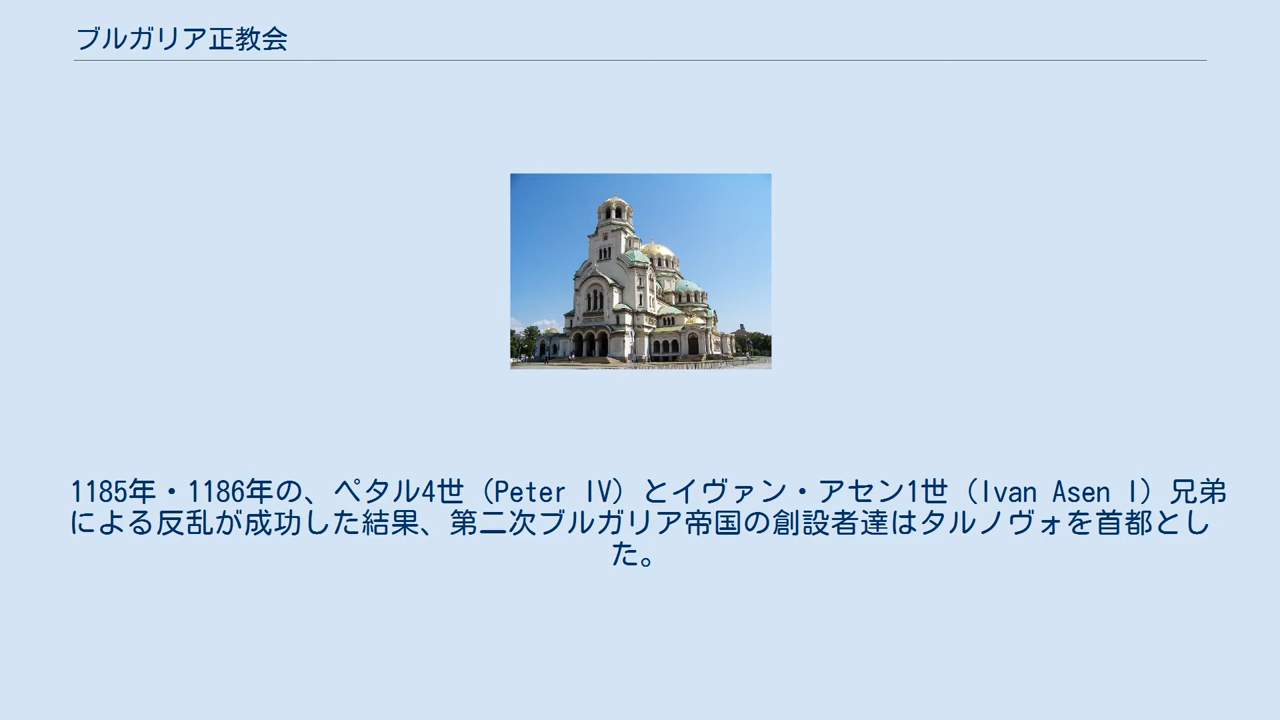 ブルガリア正教会
1185年・1186年の、ペタル4世（Peter IV）とイヴァン・アセン1世（Ivan Asen I）兄弟
による反乱が成功した結果、第二次ブルガリア帝国の創設者達はタルノヴォを首都とし
た。